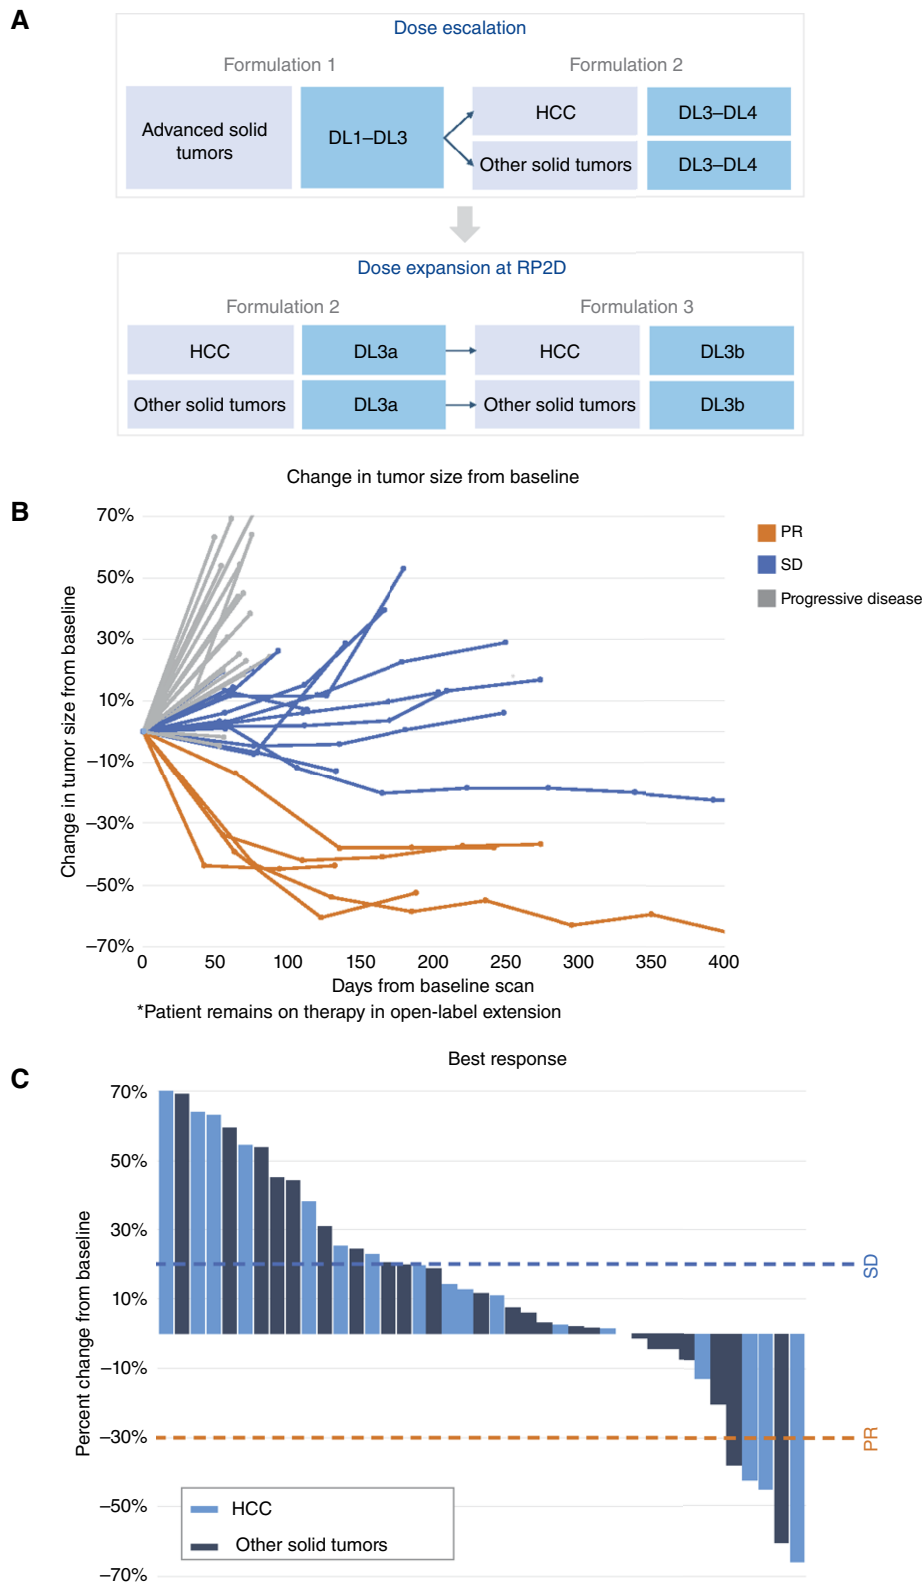 A
Dose escalation
Formulation 1
Formulation 2
Advanced solid
tumors
DL1–DL3
HCC
DL3–DL4
Other solid tumors
DL3–DL4
Dose expansion at RP2D
Formulation 2
Formulation 3
HCC
DL3a
HCC
DL3b
Other solid tumors
DL3a
Other solid tumors
DL3b
Change in tumor size from baseline
B
Change in tumor size from baseline
70%
50%
30%
10%
–10%
–30%
–50%
–70%
0 50 100 150 200 250 300 350 400
Days from baseline scan
*Patient remains on therapy in open-label extension
PR
SD
Progressive disease
Best response
C
Percent change from baseline
70%
50%
30%
10%
–10%
–30%
–50%
–70%
SD
PR
HCC
Other solid tumors